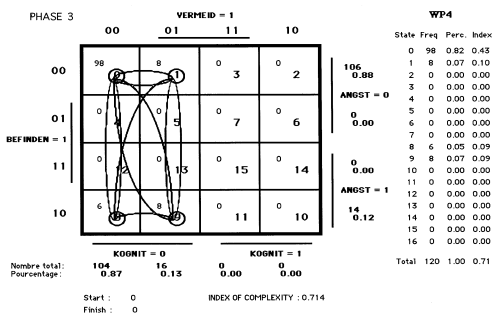 PHASE 3
VERMEID = 1
WP4
00 01 11 10
State Freq Perc. Index
0 98 0.82 0.43
1 8 0.07 0.10
2 0 0.00 0.00
3 0 0.00 0.00
4 0 0.00 0.00
5 0 0.00 0.00
6 0 0.00 0.00
7 0 0.00 0.00
8 6 0.05 0.09
9 8 0.07 0.09
10 0 0.00 0.00
11 0 0.00 0.00
12 0 0.00 0.00
13 0 0.00 0.00
14 0 0.00 0.00
15 0 0.00 0.00
16 0 0.00 0.00
Total 120 1.00 0.71
00
98 8 1 0 3 0 2
106
0.88
ANGST = 0
01
0 4 0 5 0 7 0 6
0
0.00
BEFINDEN = 1
11
0 12 0 13 0 15 0 14
0
0.00
ANGST = 1
10
6 8 0 11 0 10
14
0.12
KOGNIT = 0 KOGNIT = 1
Nombre total: 104 16 0 0
Pourcentage: 0.87 0.13 0.00 0.00
Start : 0 INDEX OF COMPLEXITY : 0.714
Finish : 0